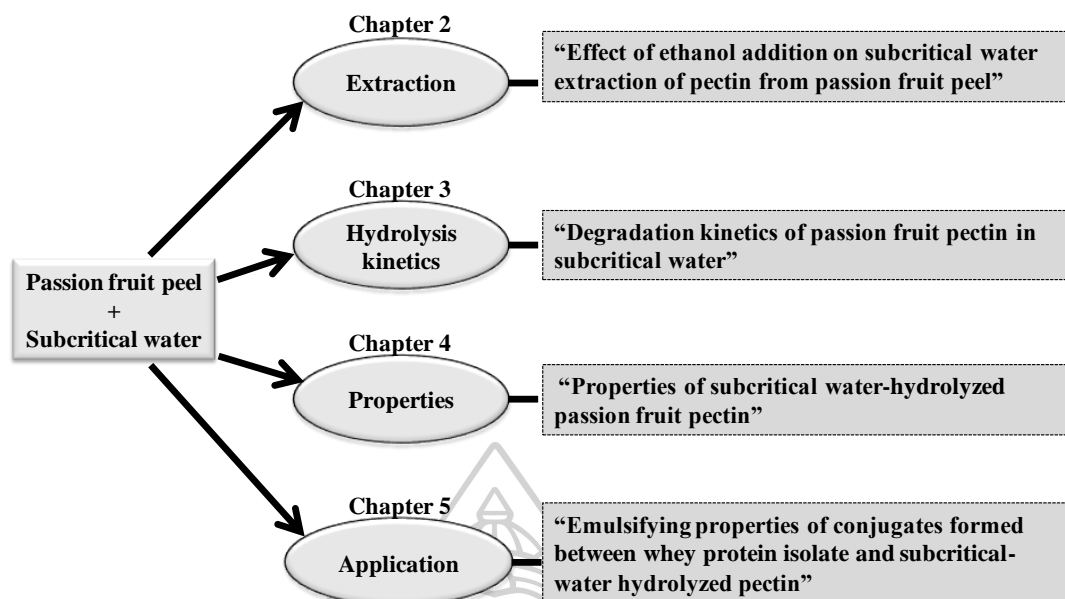 Chapter 2
Extraction
“Effect of ethanol addition on subcritical water
extraction of pectin from passion fruit peel”
Chapter 3
Hydrolysis
kinetics
“Degradation kinetics of passion fruit pectin in
subcritical water”
Passion fruit peel
+
Subcritical water
Chapter 4
Properties
“Properties of subcritical water-hydrolyzed
passion fruit pectin”
Chapter 5
Application
“Emulsifying properties of conjugates formed
between whey protein isolate and subcritical-
water hydrolyzed pectin”